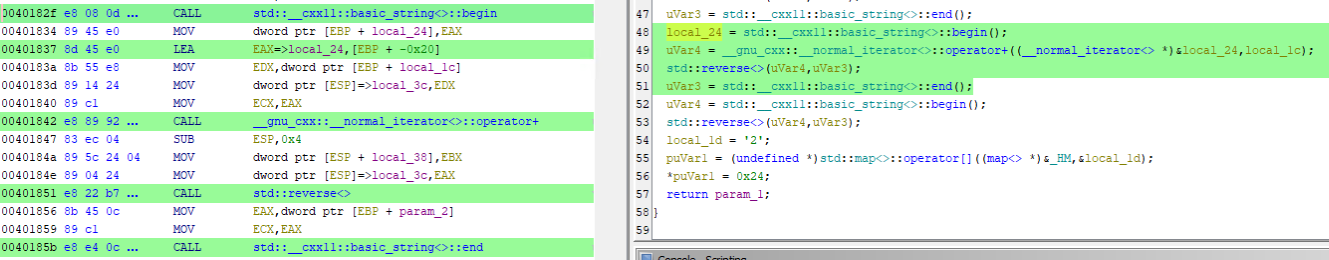 0040182f e8 08 0d ... CALL std::__cxx11::basic_string<>::begin
00401834 89 45 e0 MOV dword ptr [EBP + local_24],EAX
00401837 8d 45 e0 LEA EAX=>local_24,[EBP + -0x20]
0040183a 8b 55 e8 MOV EDX,dword ptr [EBP + local_1c]
0040183d 89 14 24 MOV dword ptr [ESP]=>local_3c,EDX
00401840 89 c1 MOV ECX,EAX
00401842 e8 89 92 ... CALL __gnu_cxx::__normal_iterator<>::operator+
00401847 83 ec 04 SUB ESP,0x4
0040184a 89 5c 24 04 MOV dword ptr [ESP + local_38],EBX
0040184e 89 04 24 MOV dword ptr [ESP]=>local_3c,EAX
00401851 e8 22 b7 ... CALL std::reverse<>
00401856 8b 45 0c MOV EAX,dword ptr [EBP + param_2]
00401859 89 c1 MOV ECX,EAX
0040185b e8 e4 0c ... CALL std::__cxx11::basic_string<>::end
47 uVar3 = std::__cxx11::basic_string<>::end();
48 local_24 = std::__cxx11::basic_string<>::begin();
49 uVar4 = __gnu_cxx::__normal_iterator<>::operator+((__normal_iterator<> *)&local_24,local_1c);
50 std::reverse<>(uVar4,uVar3);
51 uVar3 = std::__cxx11::basic_string<>::end();
52 uVar4 = std::__cxx11::basic_string<>::begin();
53 std::reverse<>(uVar4,uVar3);
54 local_1d = '2';
55 puVar1 = (undefined *)std::map<>::operator[]((map<> *)&_HM,&local_1d);
56 *puVar1 = 0x24;
57 return param_1;
58 }
59
Console - Scripting